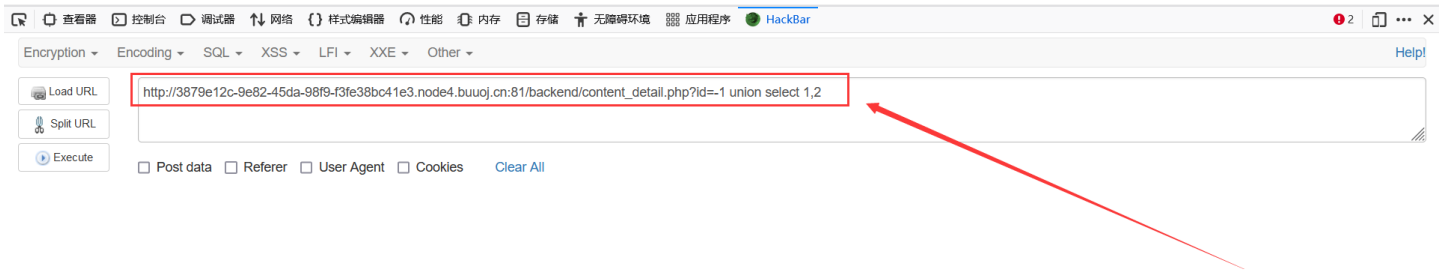 查看器 控制台 调试器 网络 样式编辑器 性能 内存 存储 无障碍环境 应用程序 HackBar 2
Encryption Encoding SQL XSS LFI XXE Other Help!
Load URL http://3879e12c-9e82-45da-98f9-f3fe38bc41e3.node4.buuoj.cn:81/backend/content_detail.php?id=-1 union select 1,2
Split URL
Execute Post data Referer User Agent Cookies Clear All